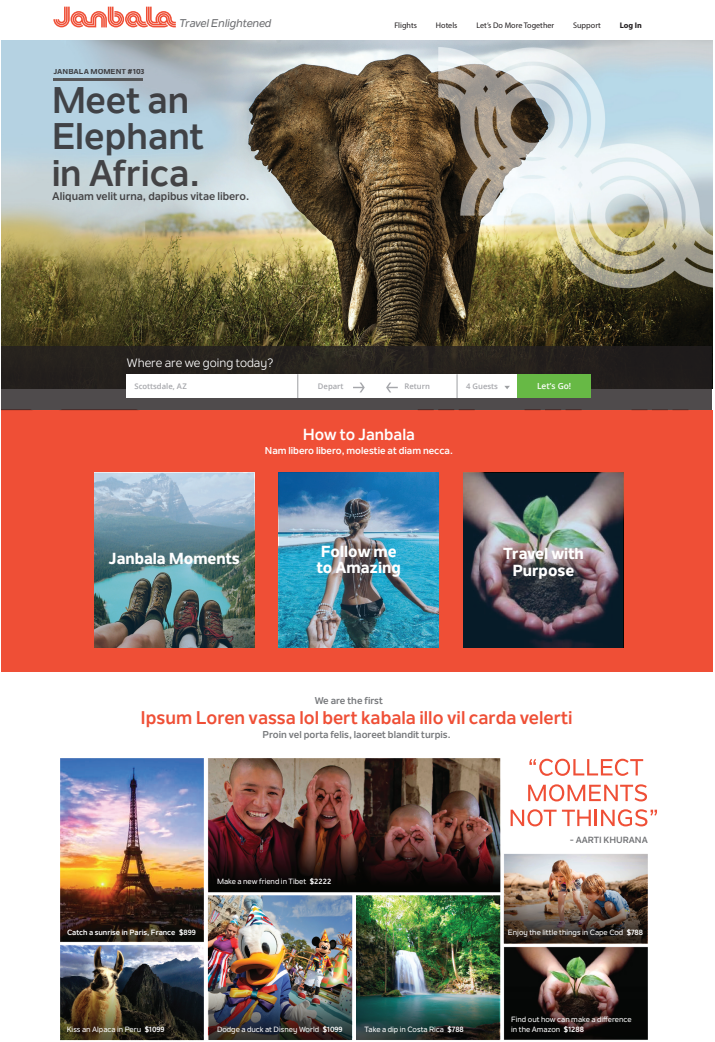 Janbala Travel Enlightened
Flights Hotels Let's Do More Together Support Log In
JANBALA MOMENT #103
Meet an
Elephant
in Africa.
Aliquam velit urna, dapibus vitae libero.
Where are we going today?
Scottsdale, AZ Depart Return 4 Guests Let's Go!
How to Janbala
Nam libero libero, molestie at diam necca.
Janbala Moments
Follow me
to Amazing
Travel with
Purpose
We are the first
Ipsum Loren vassa lol bert kabala illo vil carda velerti
Proin vel porta felis, laoreet blandit turpis.
"COLLECT
MOMENTS
NOT THINGS"
- AARTI KHURANA
Make a new friend in Tibet $2222
Catch a sunrise in Paris, France $899
Enjoy the little things in Cape Cod $788
Kiss an Alpaca in Peru $1099
Dodge a duck at Disney World $1099
Take a dip in Costa Rica $788
Find out how can make a difference
in the Amazon $1288